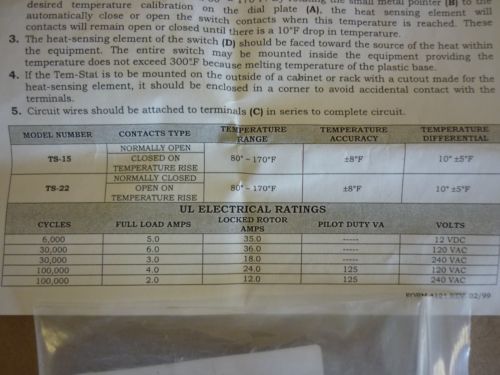 desired temperature calibration on the dial plate (A), the heat sensing element will
the small metal pointer (B) to the
automatically close or open the switch contacts when this temperature is reached. These
contacts will remain open or closed until there is a 10°F drop in temperature.
3. The heat-sensing element of the switch (D) should be faced toward the source of the heat within
the equipment. The entire switch may be mounted inside the equipment providing the
temperature does not exceed 300°F because melting temperature of the plastic base.
4. If the Tem-Stat is to be mounted on the outside of a cabinet or rack with a cutout made for the
heat-sensing element, it should be enclosed in a corner to avoid accidental contact with the
terminals.
5. Circuit wires should be attached to terminals (C) in series to complete circuit.
MODEL NUMBER CONTACTS TYPE TEMPERATURE RANGE TEMPERATURE ACCURACY TEMPERATURE DIFFERENTIAL
TS-15 NORMALLY OPEN CLOSED ON TEMPERATURE RISE 80° - 170°F ±8°F 10° ±5°F
TS-22 NORMALLY CLOSED OPEN ON TEMPERATURE RISE 80° - 170°F ±8°F 10° ±5°F
UL ELECTRICAL RATINGS
CYCLES FULL LOAD AMPS LOCKED ROTOR AMPS PILOT DUTY VA VOLTS
6,000 5.0 35.0 ----- 12 VDC
30,000 6.0 36.0 ----- 120 VAC
30,000 3.0 18.0 ----- 240 VAC
100,000 4.0 24.0 125 120 VAC
100,000 2.0 12.0 125 240 VAC
FORM 4121 REV. 02/99